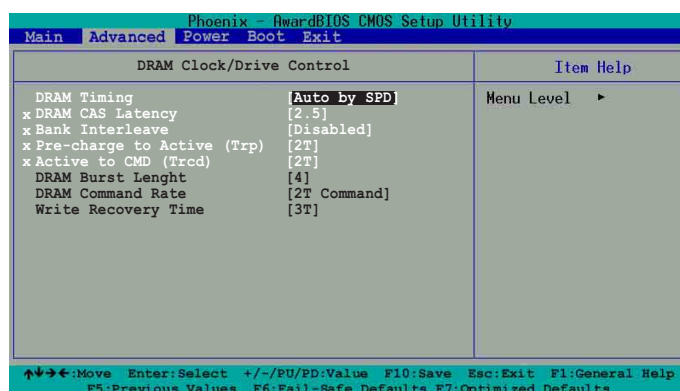 Phoenix - AwardBIOS CMOS Setup Utility
Main Advanced Power Boot Exit
DRAM Clock/Drive Control
Item Help
DRAM Timing [Auto by SPD]
Menu Level ►
x DRAM CAS Latency [2.5]
x Bank Interleave [Disabled]
x Pre-charge to Active (Trp) [2T]
x Active to CMD (Trcd) [2T]
DRAM Burst Lenght [4]
DRAM Command Rate [2T Command]
Write Recovery Time [3T]
↑↓→←:Move Enter:Select +/-/PU/PD:Value F10:Save Esc:Exit F1:General Help
F5:Previous Values F6:Fail-Safe Defaults F7:Optimized Defaults